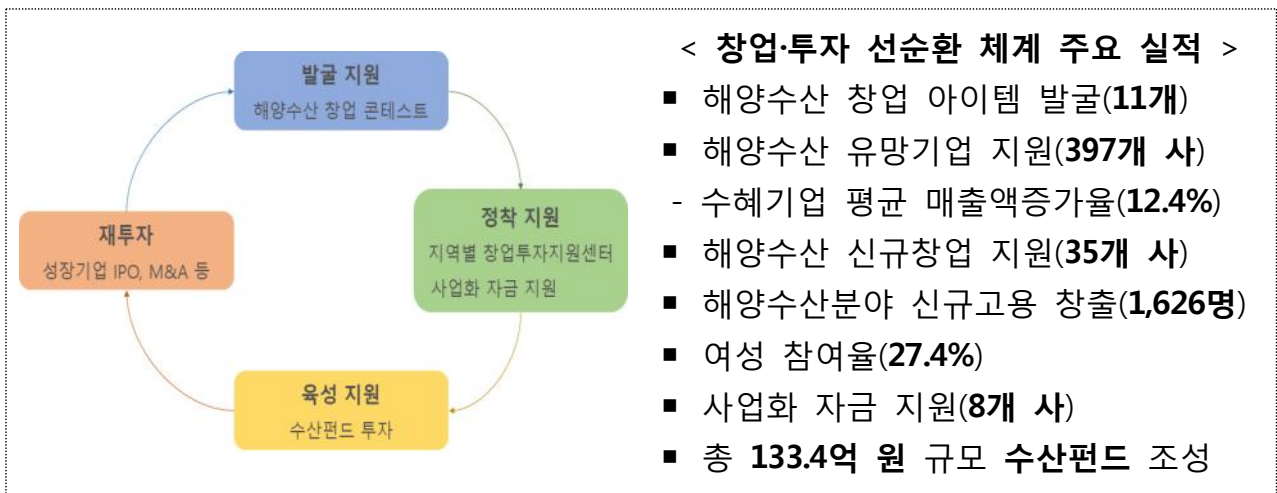 발굴 지원
해양수산 창업 콘테스트
정착 지원
지역별 창업투자지원센터
사업화 자금 지원
육성 지원
수산펀드 투자
재투자
성장기업 IPO, M&A 등
< 창업·투자 선순환 체계 주요 실적 >
▪ 해양수산 창업 아이템 발굴(11개)
▪ 해양수산 유망기업 지원(397개 사)
- 수혜기업 평균 매출액증가율(12.4%)
▪ 해양수산 신규창업 지원(35개 사)
▪ 해양수산분야 신규고용 창출(1,626명)
▪ 여성 참여율(27.4%)
▪ 사업화 자금 지원(8개 사)
▪ 총 133.4억 원 규모 수산펀드 조성